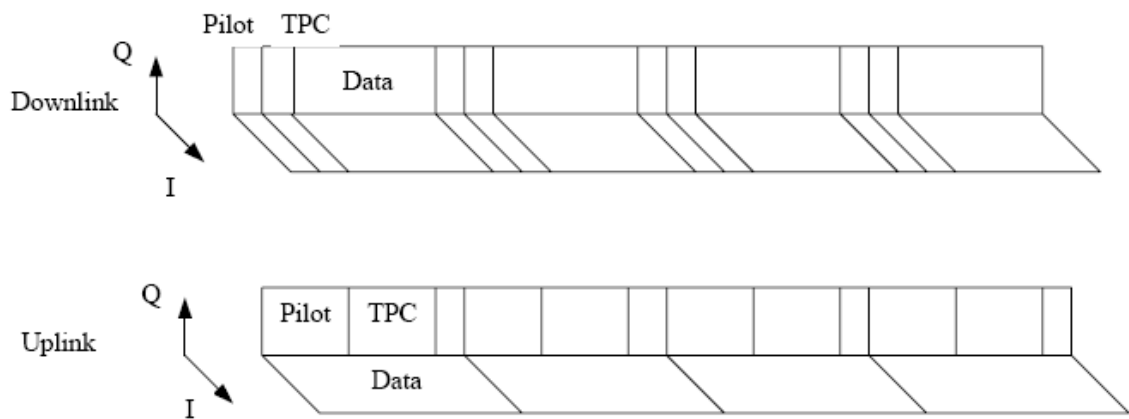 Pilot TPC
Q
Data
Downlink
I
Q
Pilot TPC
Uplink
Data
I